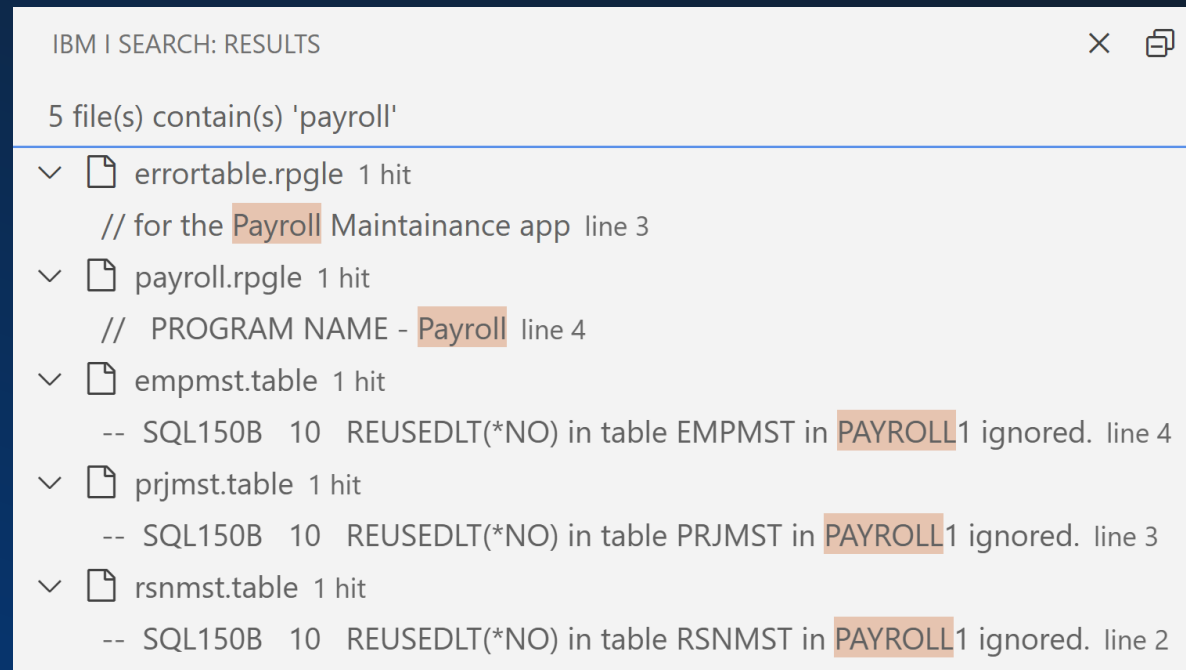 IBM I SEARCH: RESULTS
5 file(s) contain(s) 'payroll'
errortable.rpgle 1 hit
// for the Payroll Maintainance app line 3
payroll.rpgle 1 hit
// PROGRAM NAME - Payroll line 4
empmst.table 1 hit
-- SQL150B 10 REUSEDLT(*NO) in table EMPMST in PAYROLL1 ignored. line 4
prjmst.table 1 hit
-- SQL150B 10 REUSEDLT(*NO) in table PRJMST in PAYROLL1 ignored. line 3
rsnmst.table 1 hit
-- SQL150B 10 REUSEDLT(*NO) in table RSNMST in PAYROLL1 ignored. line 2